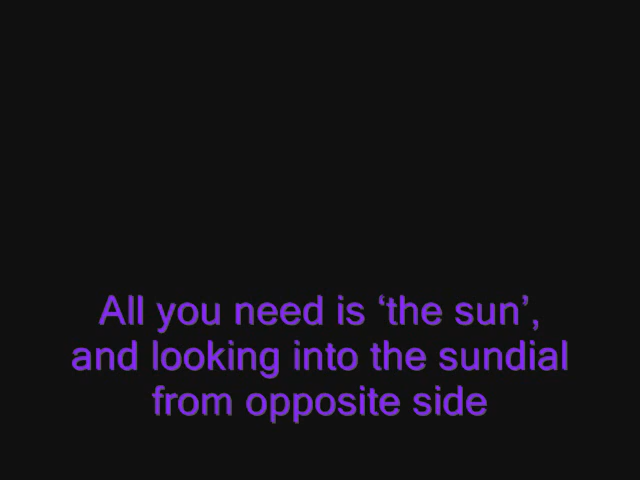 All you need is ‘the sun’,
and looking into the sundial
from opposite side